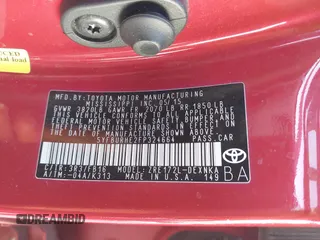 MFD.BY:TOYOTA MOTOR MANUFACTURING
MISSISSIPPI INC. 05/15
GVWR 3820LB GAWR FR 2070LB RR 1850LB
THIS VEHICLE CONFORMS TO ALL APPLICABLE
FEDERAL MOTOR VEHICLE SAFETY, BUMPER, AND
THEFT PREVENTION STANDARDS IN EFFECT ON
THE DATE OF MANUFACTURE SHOWN ABOVE.
5YFBURHE2FP324664 PASS.CAR
C/TR:3R3/FB16 MODEL:ZRE172L-DEXNKA
A/TM:-04A/K313 MADE IN U.S.A. 149
BA
TOYOTA
DREAMBID